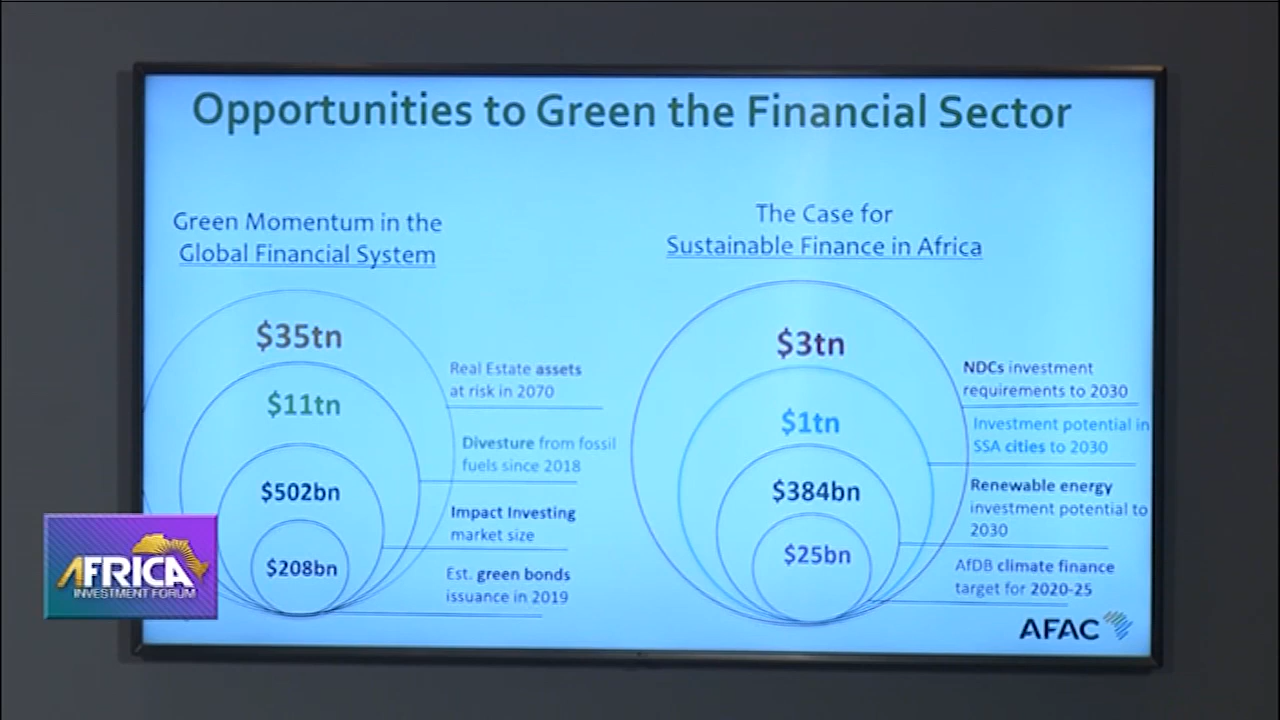 Opportunities to Green the Financial Sector
Green Momentum in the
Global Financial System
$35tn
Real Estate assets
at risk in 2070
$11tn
Divesture from fossil
fuels since 2018
$502bn
Impact Investing
market size
$208bn
Est. green bonds
issuance in 2019
The Case for
Sustainable Finance in Africa
$3tn
NDCs investment
requirements to 2030
$1tn
Investment potential in
SSA cities to 2030
$384bn
Renewable energy
investment potential to
2030
$25bn
AfDB climate finance
target for 2020-25
AFAC
AFRICA
INVESTMENT FORUM